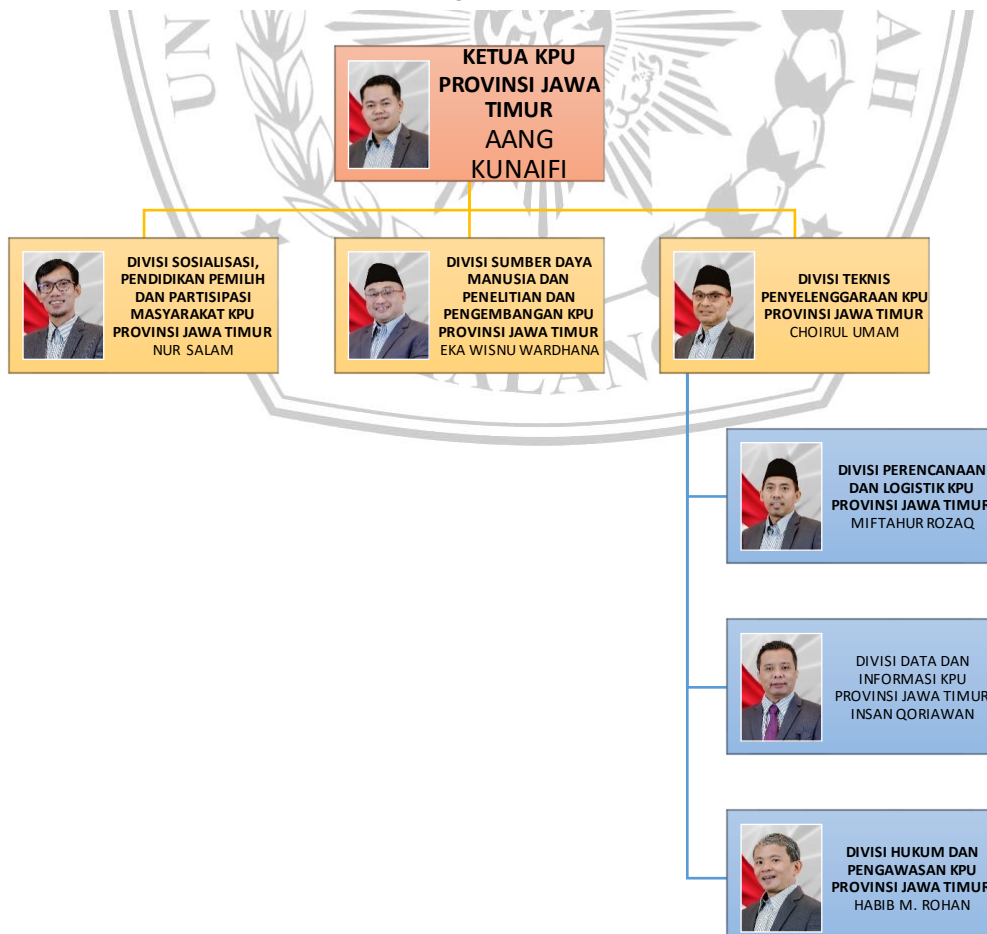 KETUA KPU
PROVINSI JAWA
TIMUR
AANG
KUNAIFI
DIVISI SOSIALISASI,
PENDIDIKAN PEMILIH
DAN PARTISIPASI
MASYARAKAT KPU
PROVINSI JAWA TIMUR
NUR SALAM
DIVISI SUMBER DAYA
MANUSIA DAN
PENELITIAN DAN
PENGEMBANGAN KPU
PROVINSI JAWA TIMUR
EKA WISNU WARDHANA
DIVISI TEKNIS
PENYELENGGARAAN KPU
PROVINSI JAWA TIMUR
CHOIRUL UMAM
DIVISI PERENCANAAN
DAN LOGISTIK KPU
PROVINSI JAWA TIMUR
MIFTAHUR ROZAQ
DIVISI DATA DAN
INFORMASI KPU
PROVINSI JAWA TIMUR
INSAN QORIAWAN
DIVISI HUKUM DAN
PENGAWASAN KPU
PROVINSI JAWA TIMUR
HABIB M. ROHAN